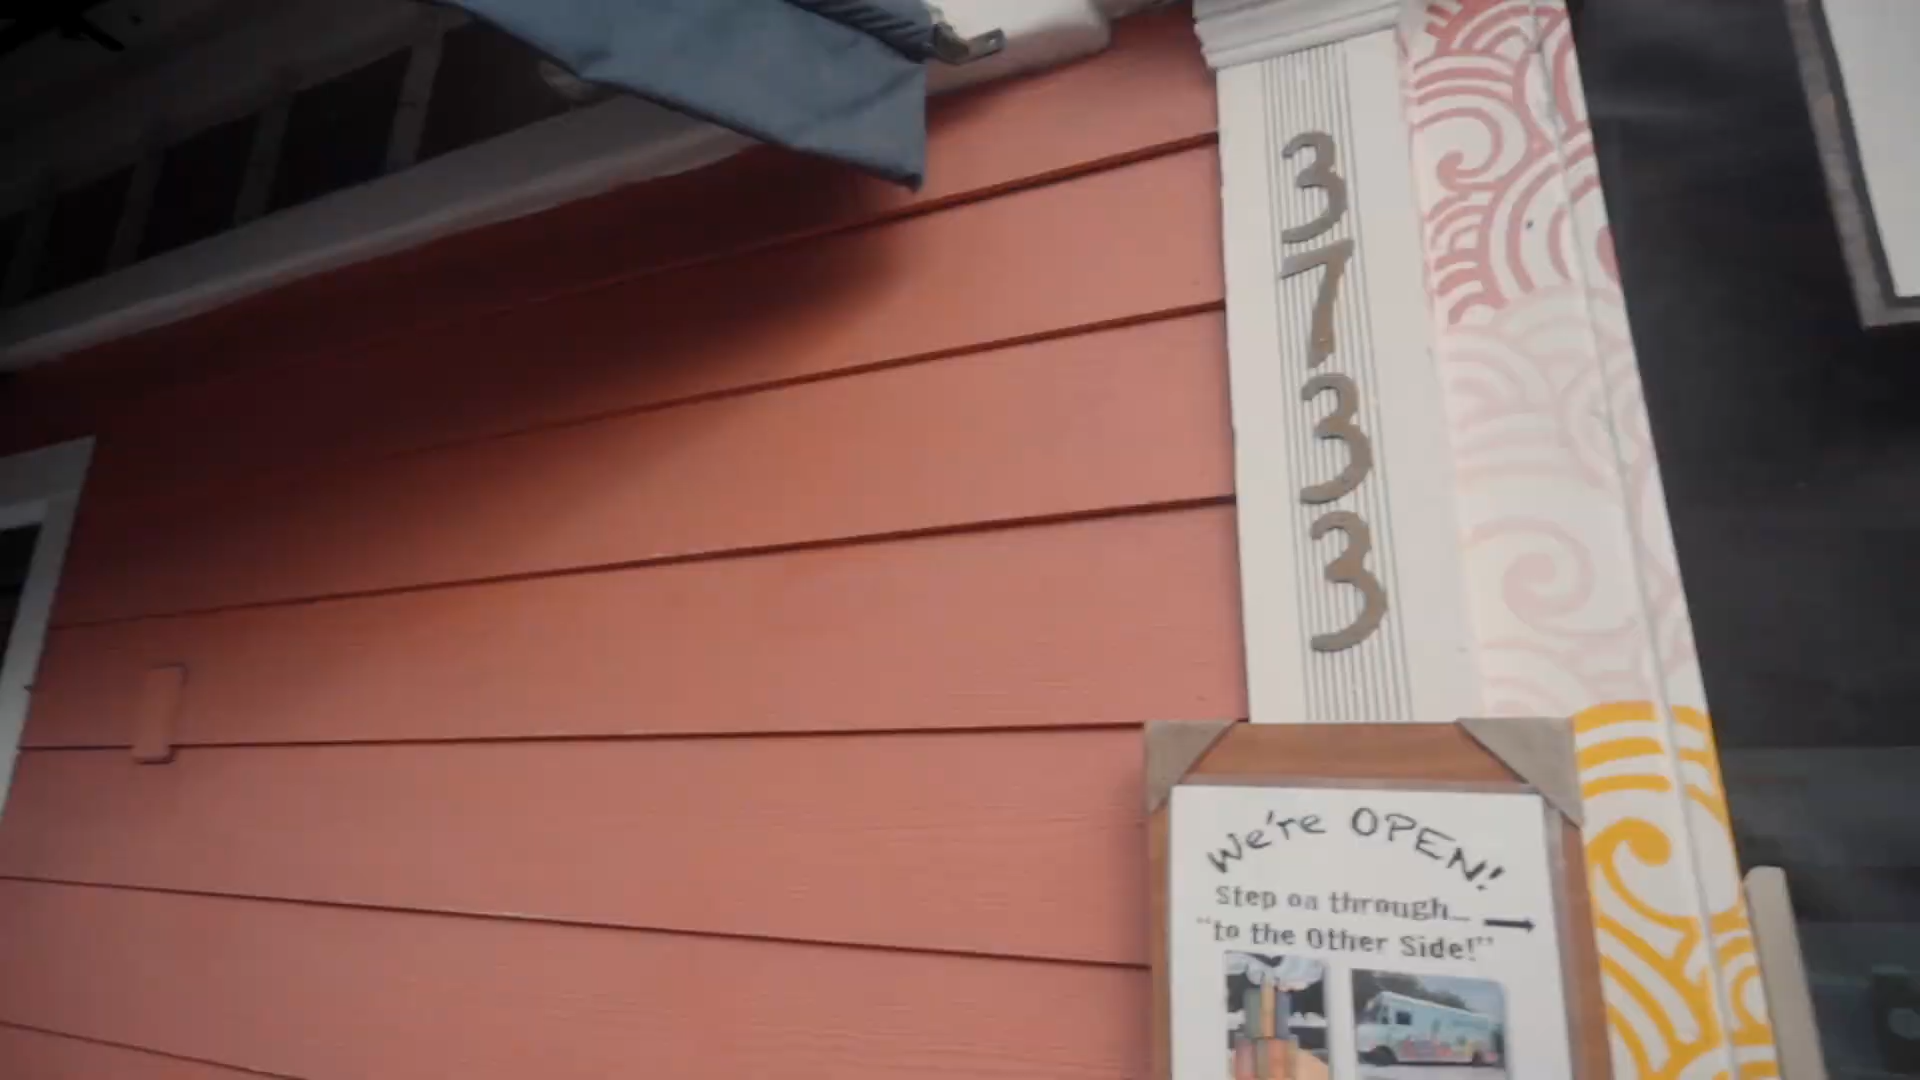 3733
We're OPEN!
Step on through...
"to the Other Side!"